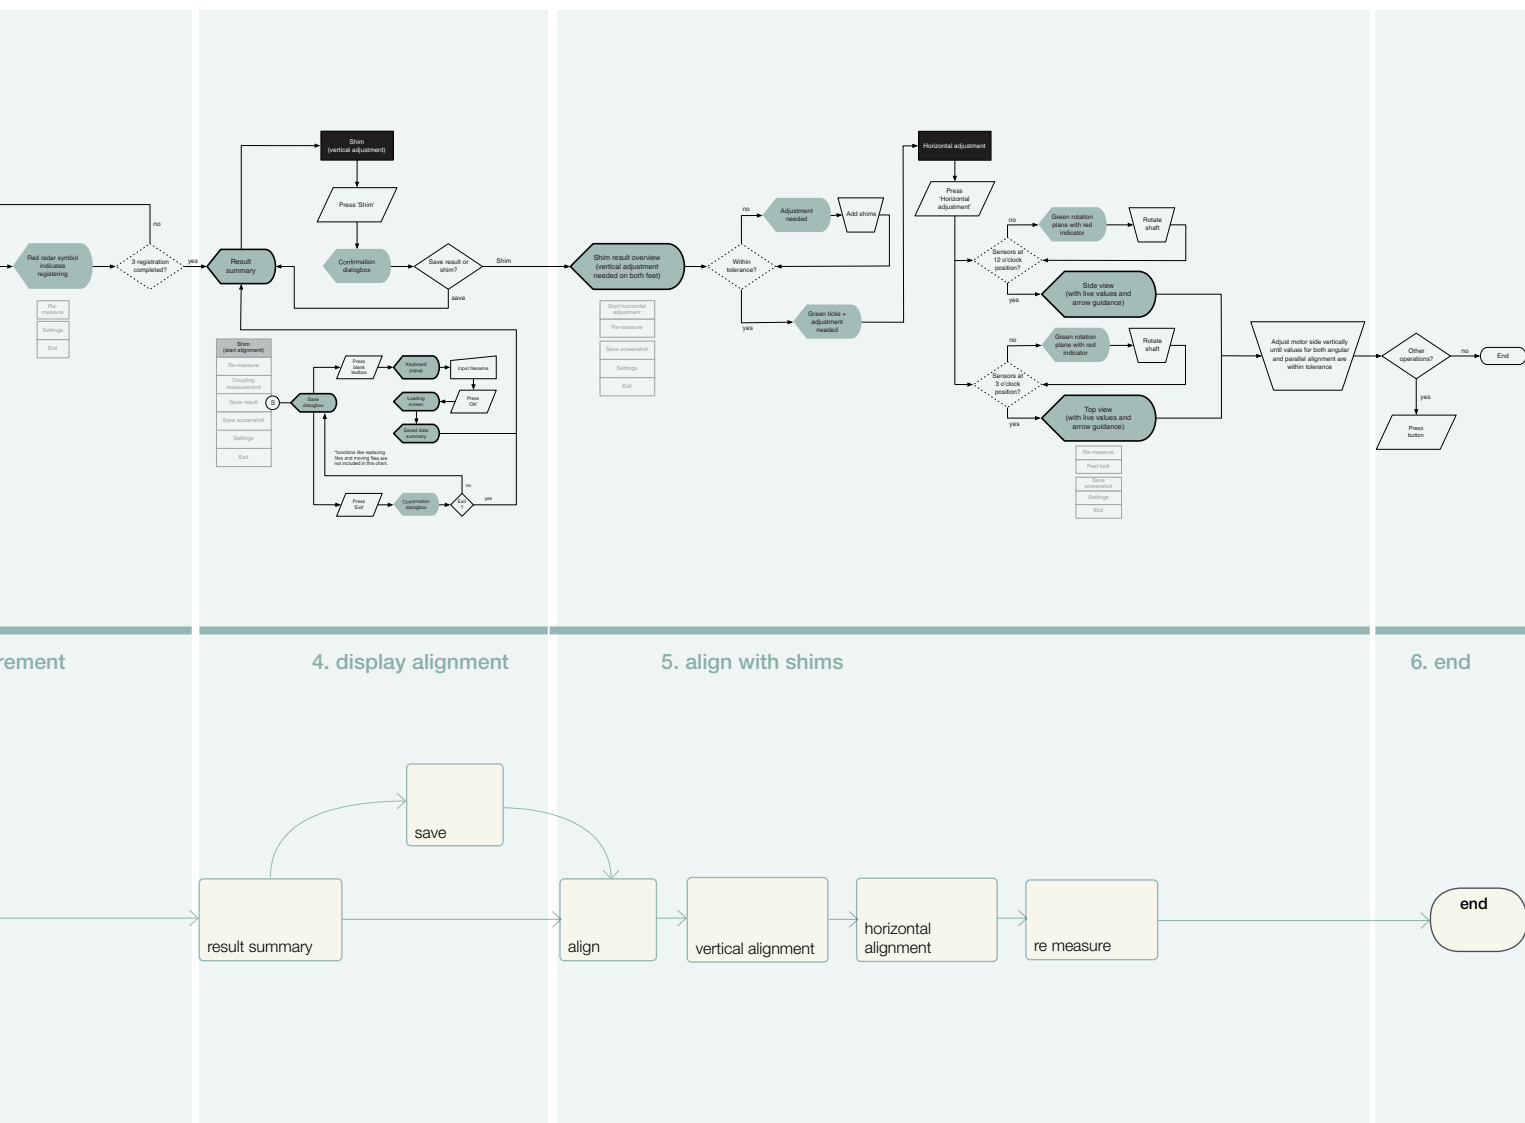 no
Red radar symbol
indicates
registering
3 registration
completed?
yes
Re-
measure
Settings
Exit
Shim
(vertical adjustment)
Press 'Shim'
Result
summary
Confirmation
dialogbox
Save result or
shim?
Shim
save
Shim
(start alignment)
Re-measure
Coupling
measurement
Save result
S
Save screenshot
Settings
Exit
Save
dialogbox
Press
blank
textbox
Keyboard
popup
Input filename
Loading
screen
Press
'OK'
Saved data
summary
*functions like replacing
files and moving files are
not included in this chart.
Press
'Exit'
Confirmation
dialogbox
Exit
?
no
yes
Shim result overview
(vertical adjustment
needed on both feet)
Start horizontal
adjustment
Re-measure
Save screenshot
Settings
Exit
Within
tolerance?
no
Adjustment
needed
Add shims
yes
Green ticks +
adjustment
needed
Horizontal adjustment
Press
'Horizontal
adjustment'
Sensors at
12 o'clock
position?
no
Green rotation
plane with red
indicator
Rotate
shaft
yes
Side view
(with live values and
arrow guidance)
Sensors at
3 o'clock
position?
no
Green rotation
plane with red
indicator
Rotate
shaft
yes
Top view
(with live values and
arrow guidance)
Re-measure
Feet lock
Save
screenshot
Settings
Exit
Adjust motor side vertically
until values for both angular
and parallel alignment are
within tolerance
Other
operations?
no
End
yes
Press
button
rement
4. display alignment
5. align with shims
6. end
save
result summary
align
vertical alignment
horizontal
alignment
re measure
end